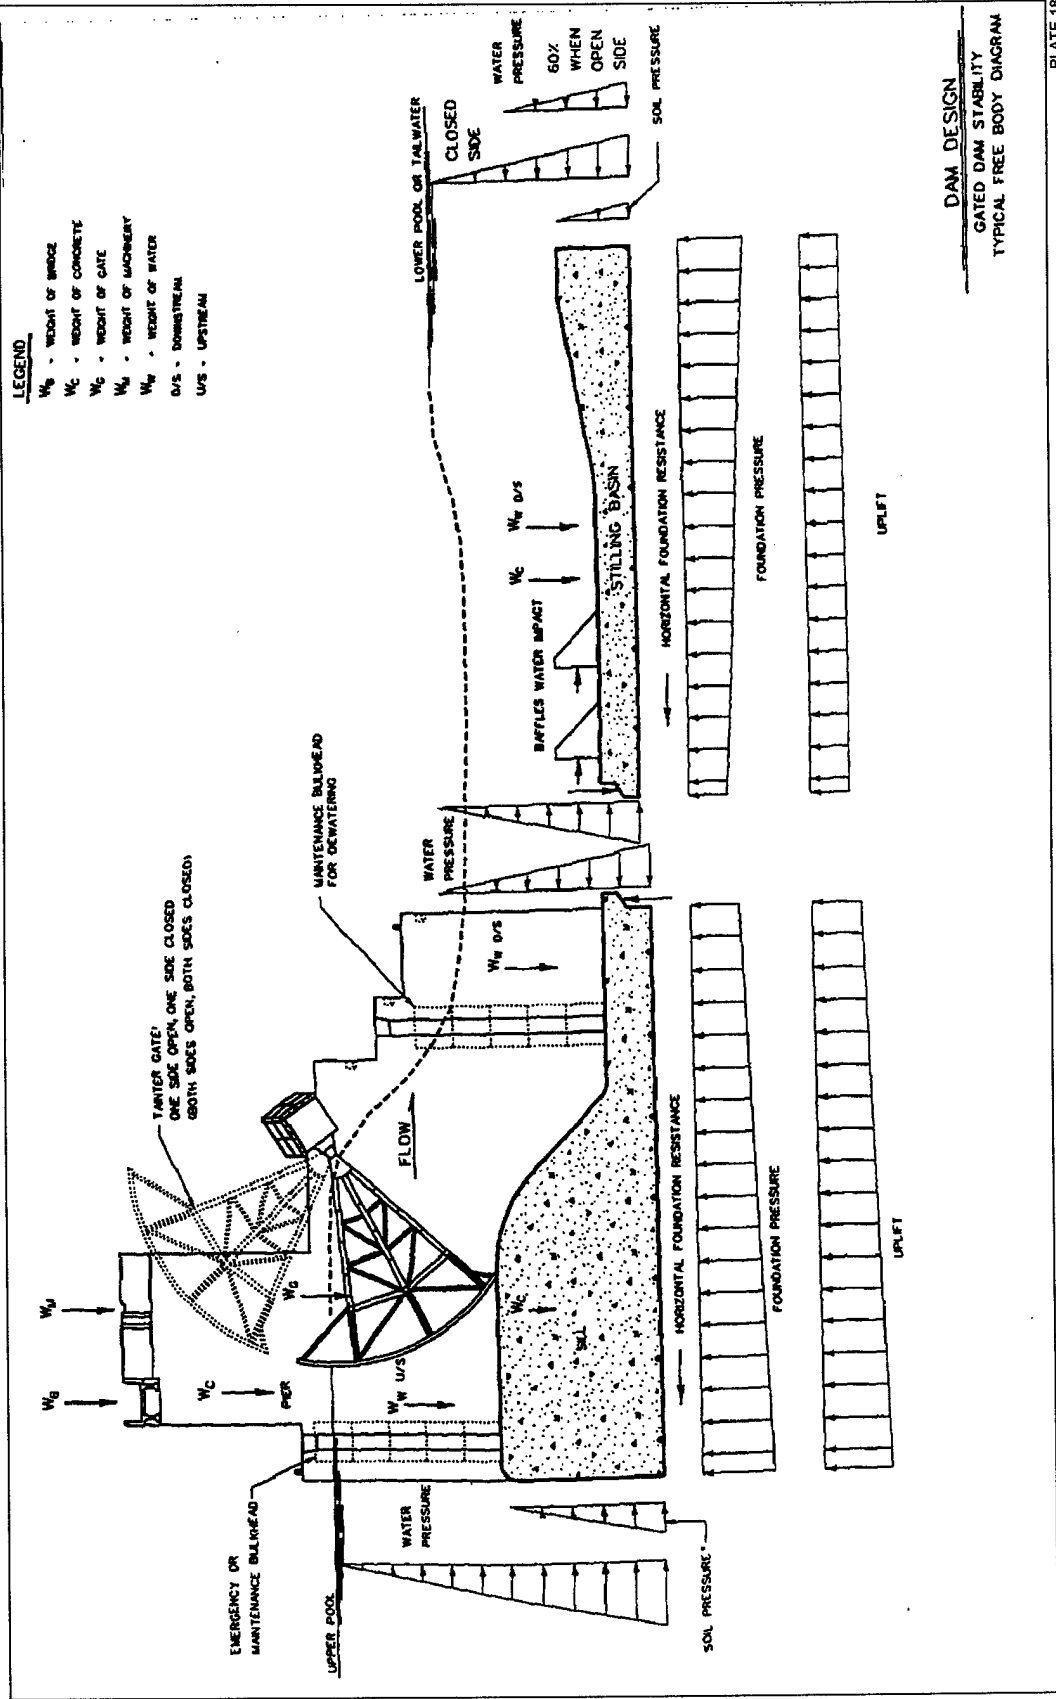 LEGEND
W_B - WEIGHT OF BRIDGE
W_C - WEIGHT OF CONCRETE
W_G - WEIGHT OF GATE
W_M - WEIGHT OF MACHINERY
W_W - WEIGHT OF WATER
D/S - DOWNSTREAM
U/S - UPSTREAM
TAINTER GATE:
ONE SIDE OPEN, ONE SIDE CLOSED
(BOTH SIDES OPEN, BOTH SIDES CLOSED)
MAINTENANCE BULKHEAD
FOR DEWATERING
EMERGENCY OR
MAINTENANCE BULKHEAD
UPPER POOL
W_B
W_M
W_C
PIER
W_W U/S
W_G
FLOW
W_C
SILL
W_W D/S
WATER
PRESSURE
SOIL PRESSURE*
WATER
PRESSURE
HORIZONTAL FOUNDATION RESISTANCE
FOUNDATION PRESSURE
UPLIFT
BAFFLES WATER IMPACT
W_C
W_W D/S
STILLING BASIN
HORIZONTAL FOUNDATION RESISTANCE
FOUNDATION PRESSURE
UPLIFT
LOWER POOL OR TAILWATER
CLOSED
SIDE
WATER
PRESSURE
60%
WHEN
OPEN
SIDE
SOIL PRESSURE
DAM DESIGN
GATED DAM STABILITY
TYPICAL FREE BODY DIAGRAM
PLATE 18